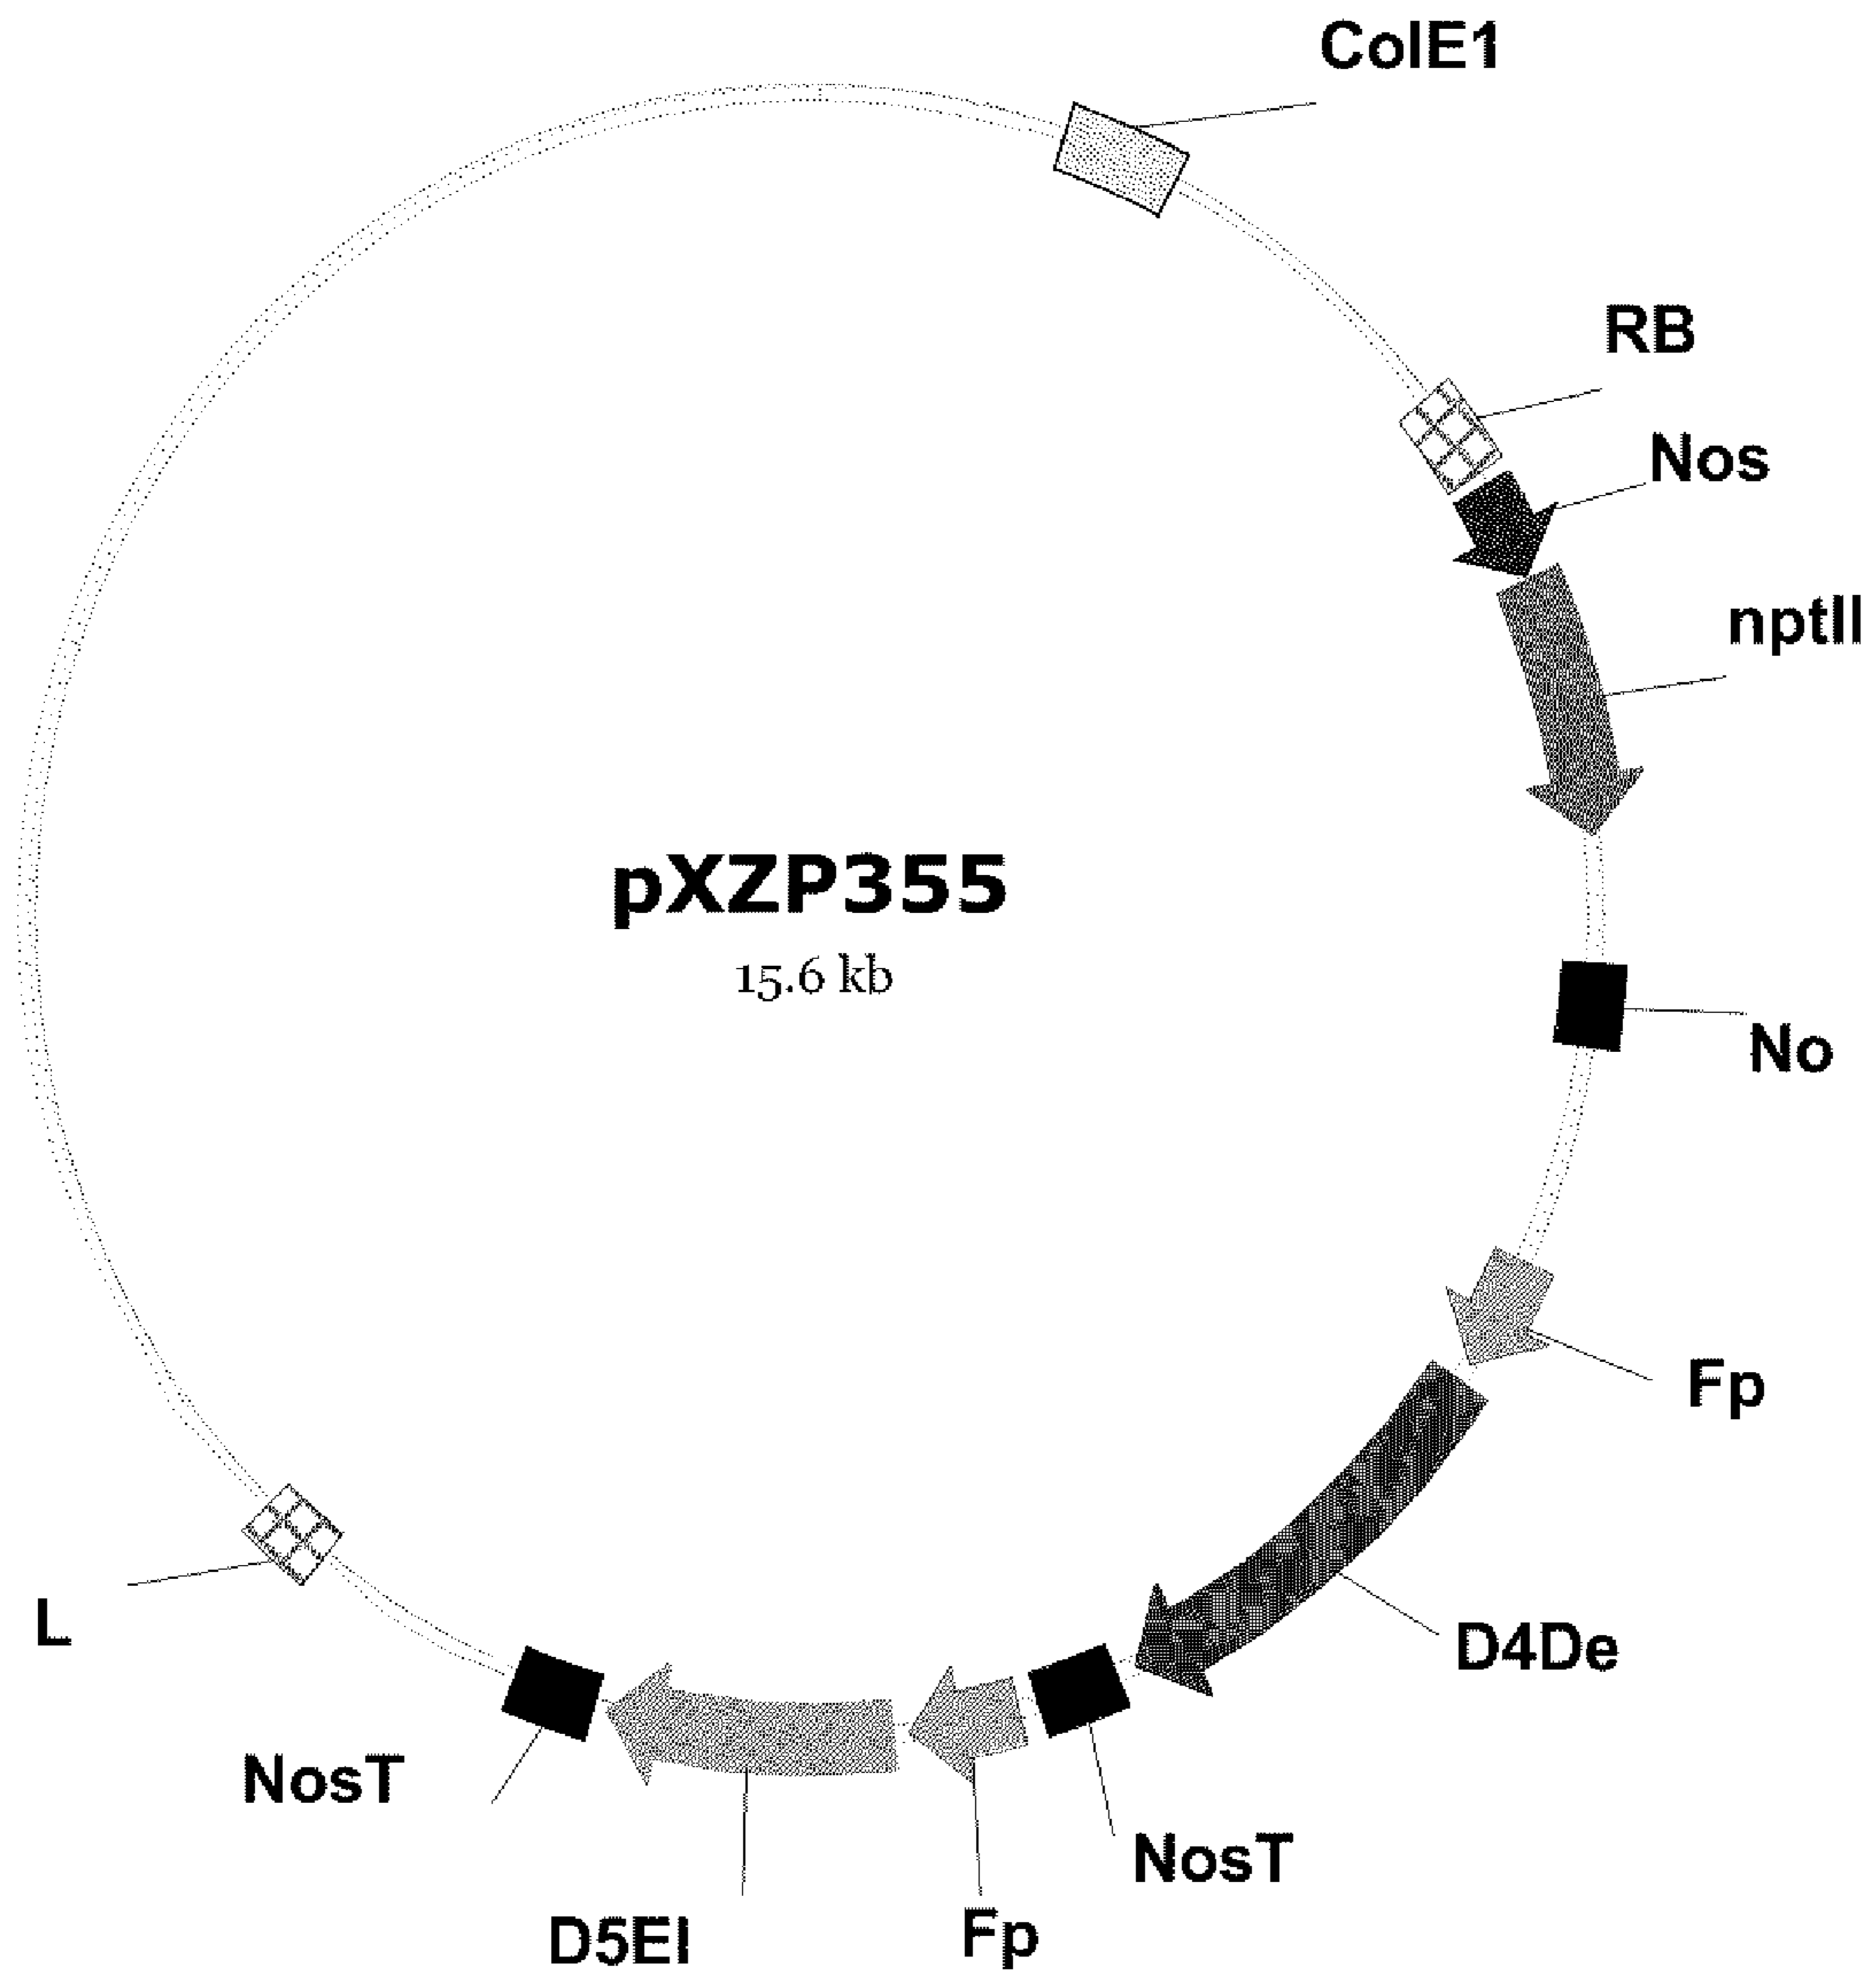 ColE1
RB
Nos
nptII
pXZP355
15.6 kb
No
Fp
D4De
L
NosT
NosT
D5El
Fp